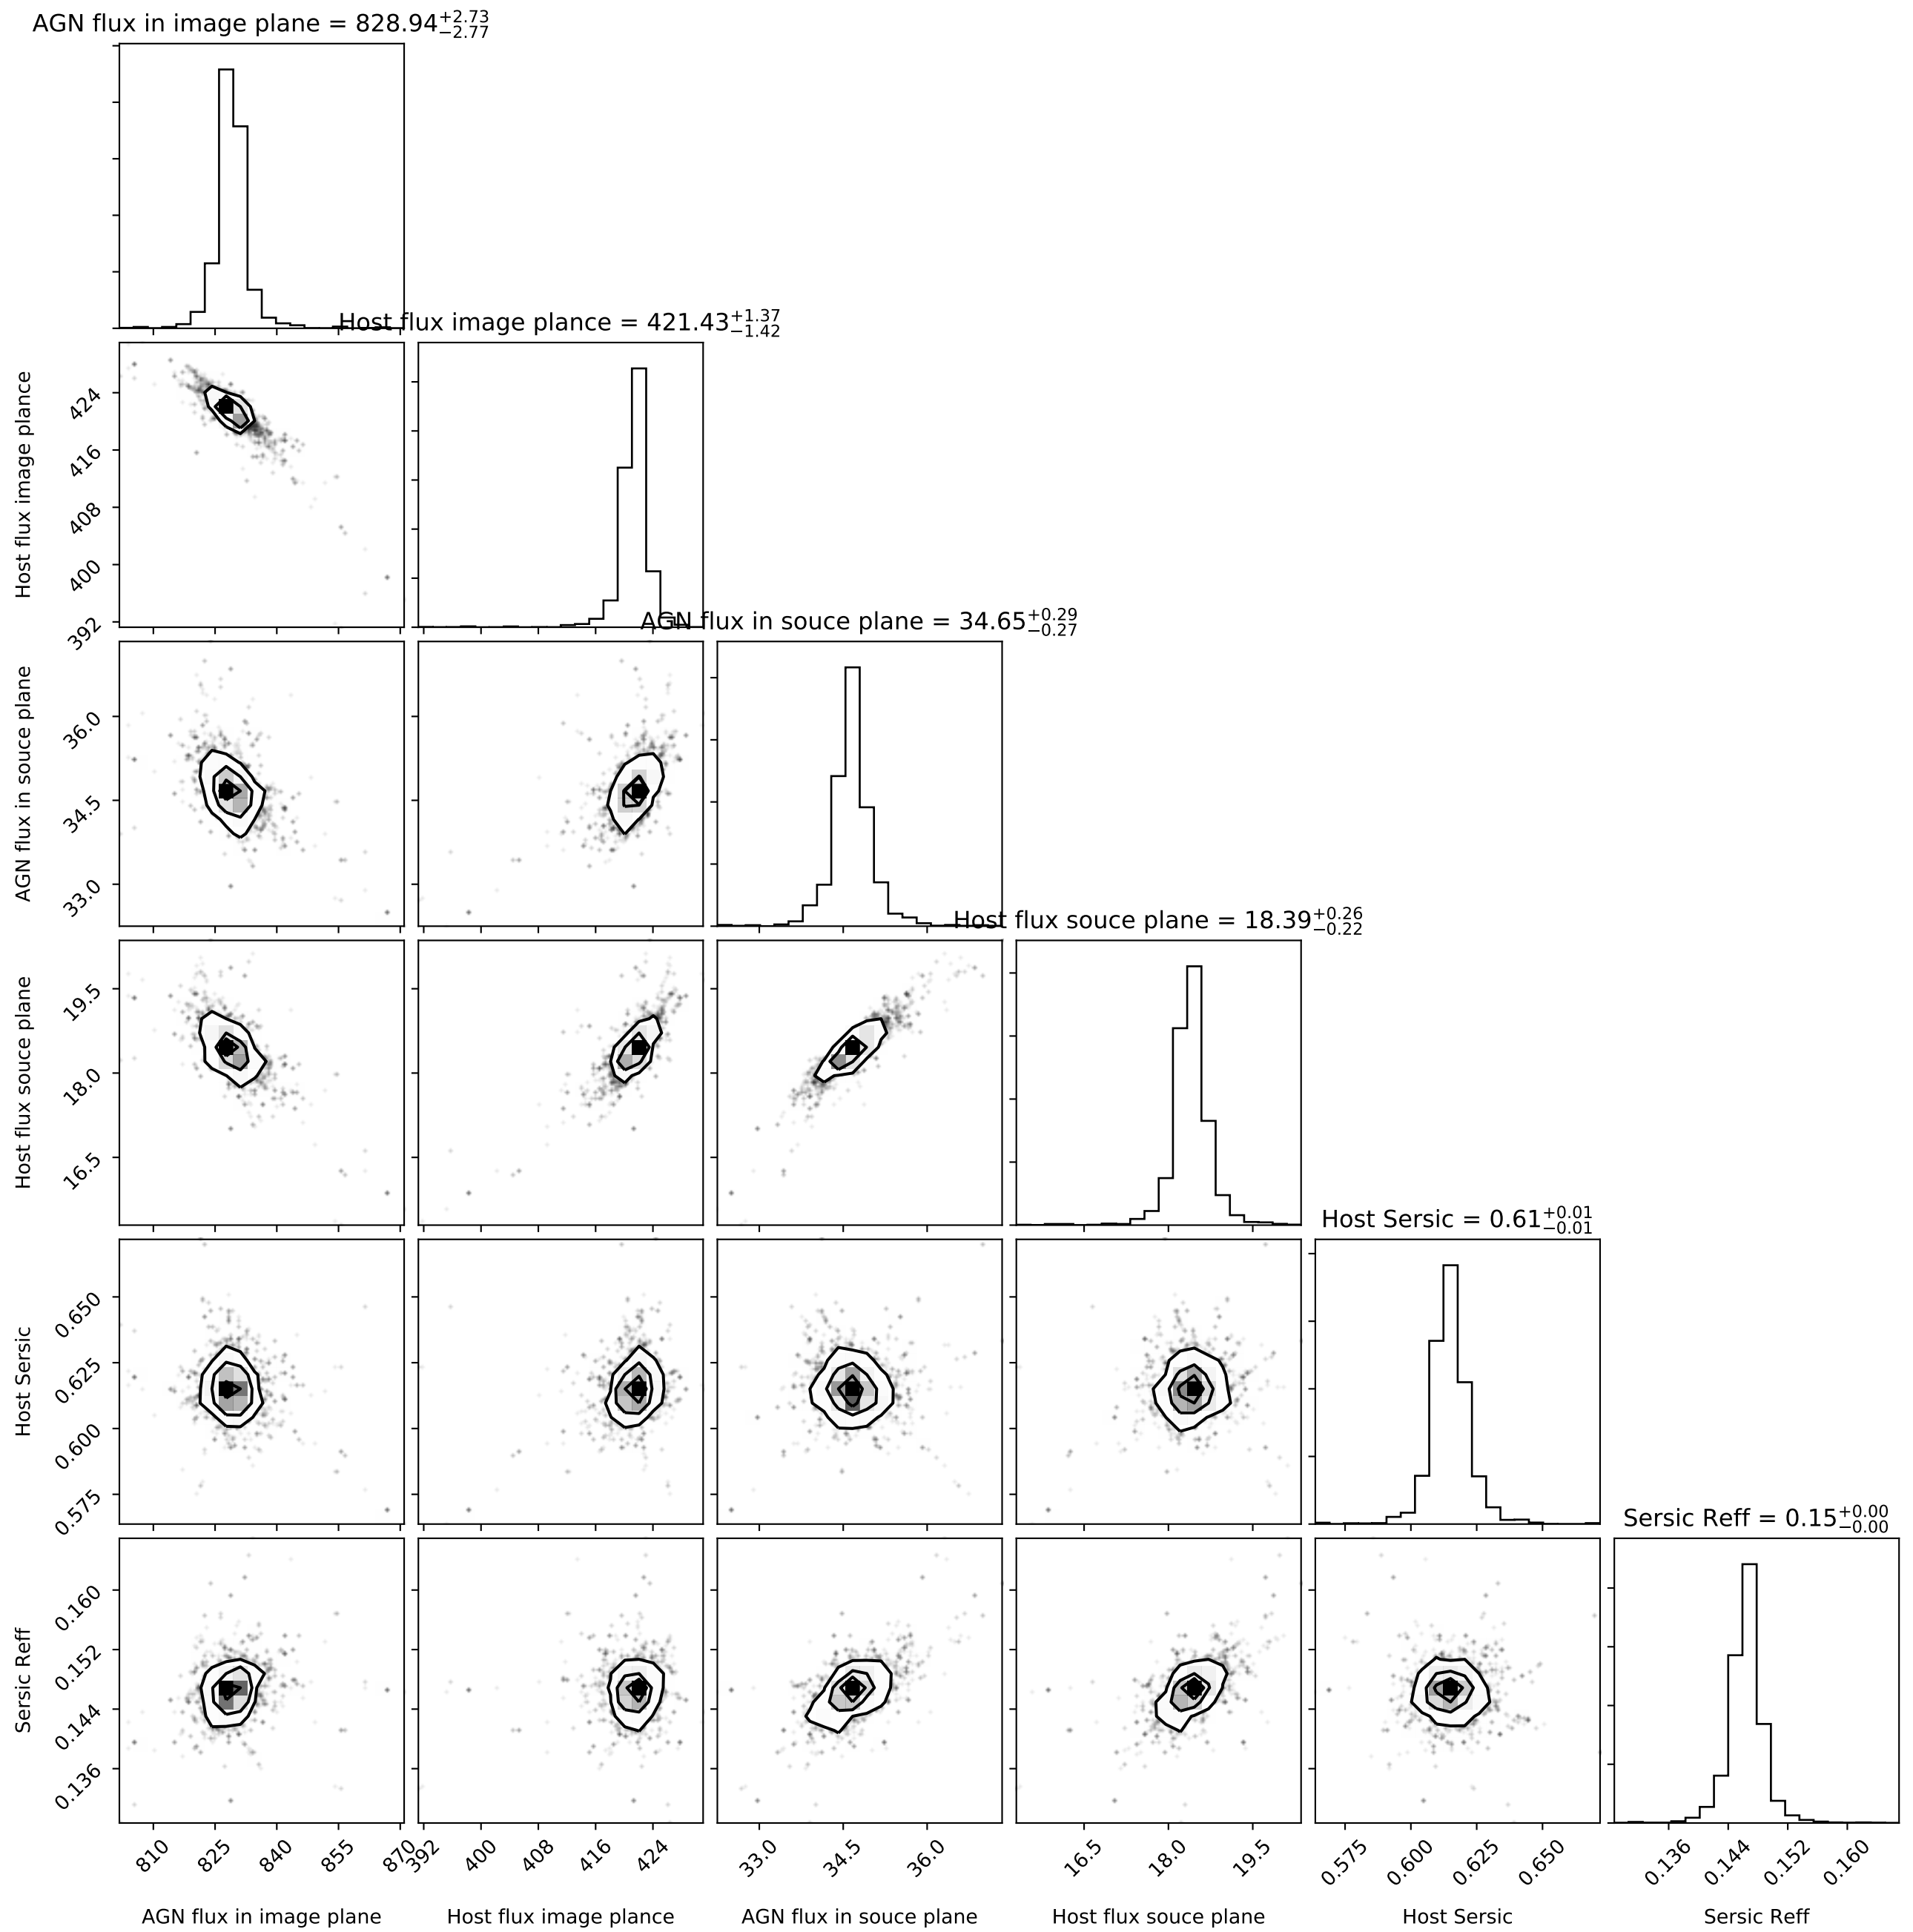 AGN flux in image plane = 828.94+2.73−2.77
Host flux image plance = 421.43+1.37−1.42
Host flux image plance
424
416
408
400
392
AGN flux in souce plane = 34.65+0.29−0.27
AGN flux in souce plane
36.0
34.5
33.0
Host flux souce plane = 18.39+0.26−0.22
Host flux souce plane
19.5
18.0
16.5
Host Sersic = 0.61+0.01−0.01
Host Sersic
0.650
0.625
0.600
0.575
Sersic Reff = 0.15+0.00−0.00
Sersic Reff
0.160
0.152
0.144
0.136
810 825 840 855 870 392 400 408 416 424 33.0 34.5 36.0 16.5 18.0 19.5 0.575 0.600 0.625 0.650 0.136 0.144 0.152 0.160
AGN flux in image plane Host flux image plance AGN flux in souce plane Host flux souce plane Host Sersic Sersic Reff